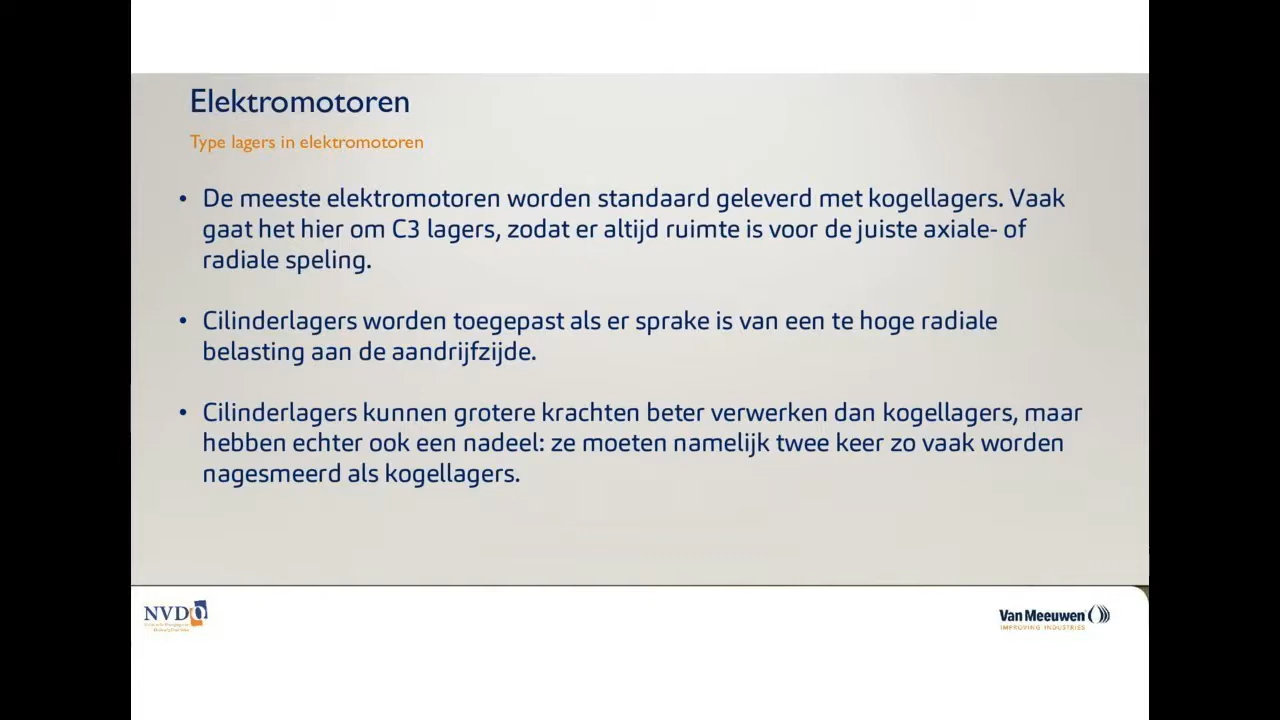 Elektromotoren
Type lagers in elektromotoren
• De meeste elektromotoren worden standaard geleverd met kogellagers. Vaak
gaat het hier om C3 lagers, zodat er altijd ruimte is voor de juiste axiale- of
radiale speling.
• Cilinderlagers worden toegepast als er sprake is van een te hoge radiale
belasting aan de aandrijfzijde.
• Cilinderlagers kunnen grotere krachten beter verwerken dan kogellagers, maar
hebben echter ook een nadeel: ze moeten namelijk twee keer zo vaak worden
nagesmeerd als kogellagers.
NVDO
Van Meeuwen
IMPROVING INDUSTRIES